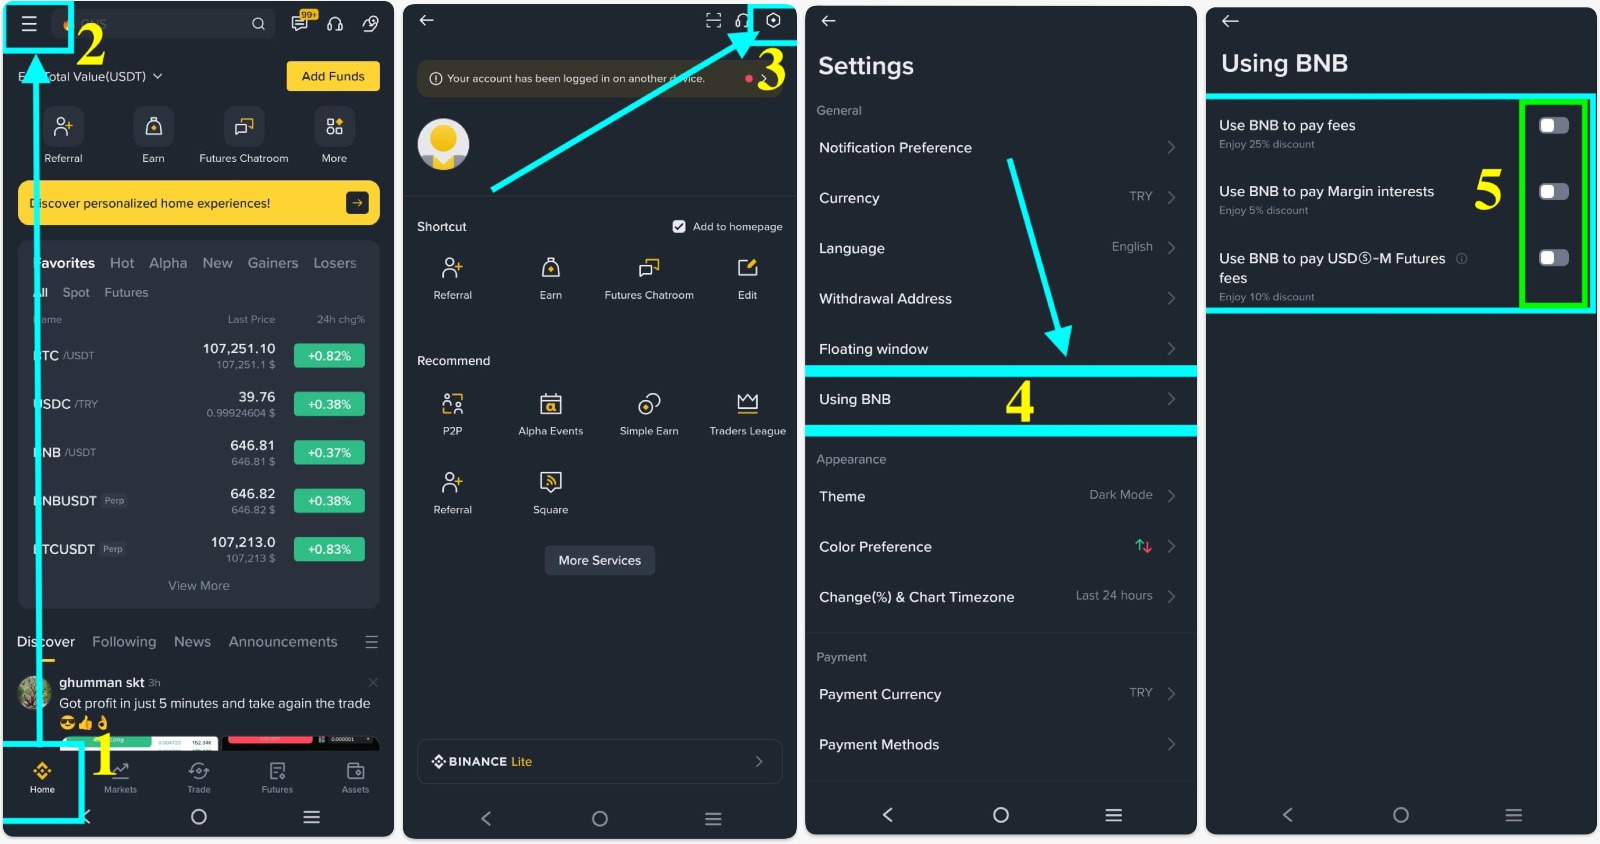 2
99+
Total Value(USDT)
Add Funds
Referral
Earn
Futures Chatroom
More
Discover personalized home experiences!
Favorites Hot Alpha New Gainers Losers
All Spot Futures
Name Last Price 24h chg%
BTC /USDT 107,251.10 +0.82%
107,251.1 $
USDC /TRY 39.76 +0.38%
0.99924604 $
BNB /USDT 646.81 +0.37%
646.81 $
BNBUSDT Perp 646.82 +0.38%
646.82 $
BTCUSDT Perp 107,213.0 +0.83%
107,213 $
View More
Discover Following News Announcements
ghumman skt 3h
Got profit in just 5 minutes and take again the trade
😎👍👌
1
Home
Markets
Trade
Futures
Assets
3
Your account has been logged in on another device.
Shortcut
Add to homepage
Referral
Earn
Futures Chatroom
Edit
Recommend
P2P
Alpha Events
Simple Earn
Traders League
Referral
Square
More Services
BINANCE Lite
Settings
General
Notification Preference
Currency TRY
Language English
Withdrawal Address
Floating window
Using BNB
4
Appearance
Theme Dark Mode
Color Preference
Change(%) & Chart Timezone Last 24 hours
Payment
Payment Currency TRY
Payment Methods
Using BNB
Use BNB to pay fees
Enjoy 25% discount
Use BNB to pay Margin interests
Enjoy 5% discount
5
Use BNB to pay USDⓈ-M Futures
fees
Enjoy 10% discount